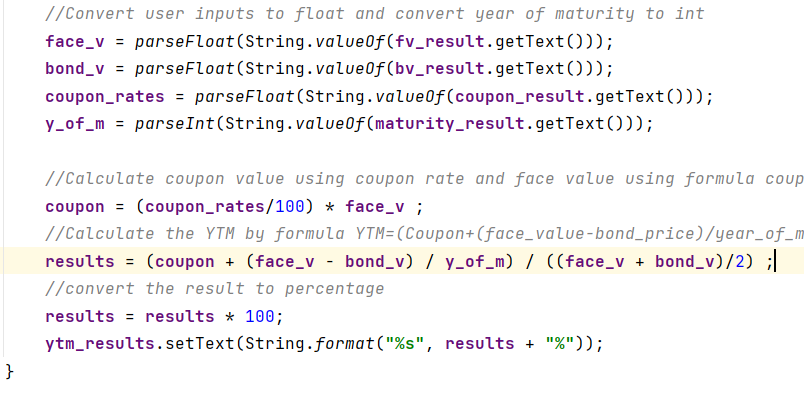 //Convert user inputs to float and convert year of maturity to int
face_v = parseFloat(String.valueOf(fv_result.getText()));
bond_v = parseFloat(String.valueOf(bv_result.getText()));
coupon_rates = parseFloat(String.valueOf(coupon_result.getText()));
y_of_m = parseInt(String.valueOf(maturity_result.getText()));
//Calculate coupon value using coupon rate and face value using formula coup
coupon = (coupon_rates/100) * face_v ;
//Calculate the YTM by formula YTM=(Coupon+(face_value-bond_price)/year_of_m
results = (coupon + (face_v - bond_v) / y_of_m) / ((face_v + bond_v)/2) ;
//convert the result to percentage
results = results * 100;
ytm_results.setText(String.format("%s", results + "%"));
}